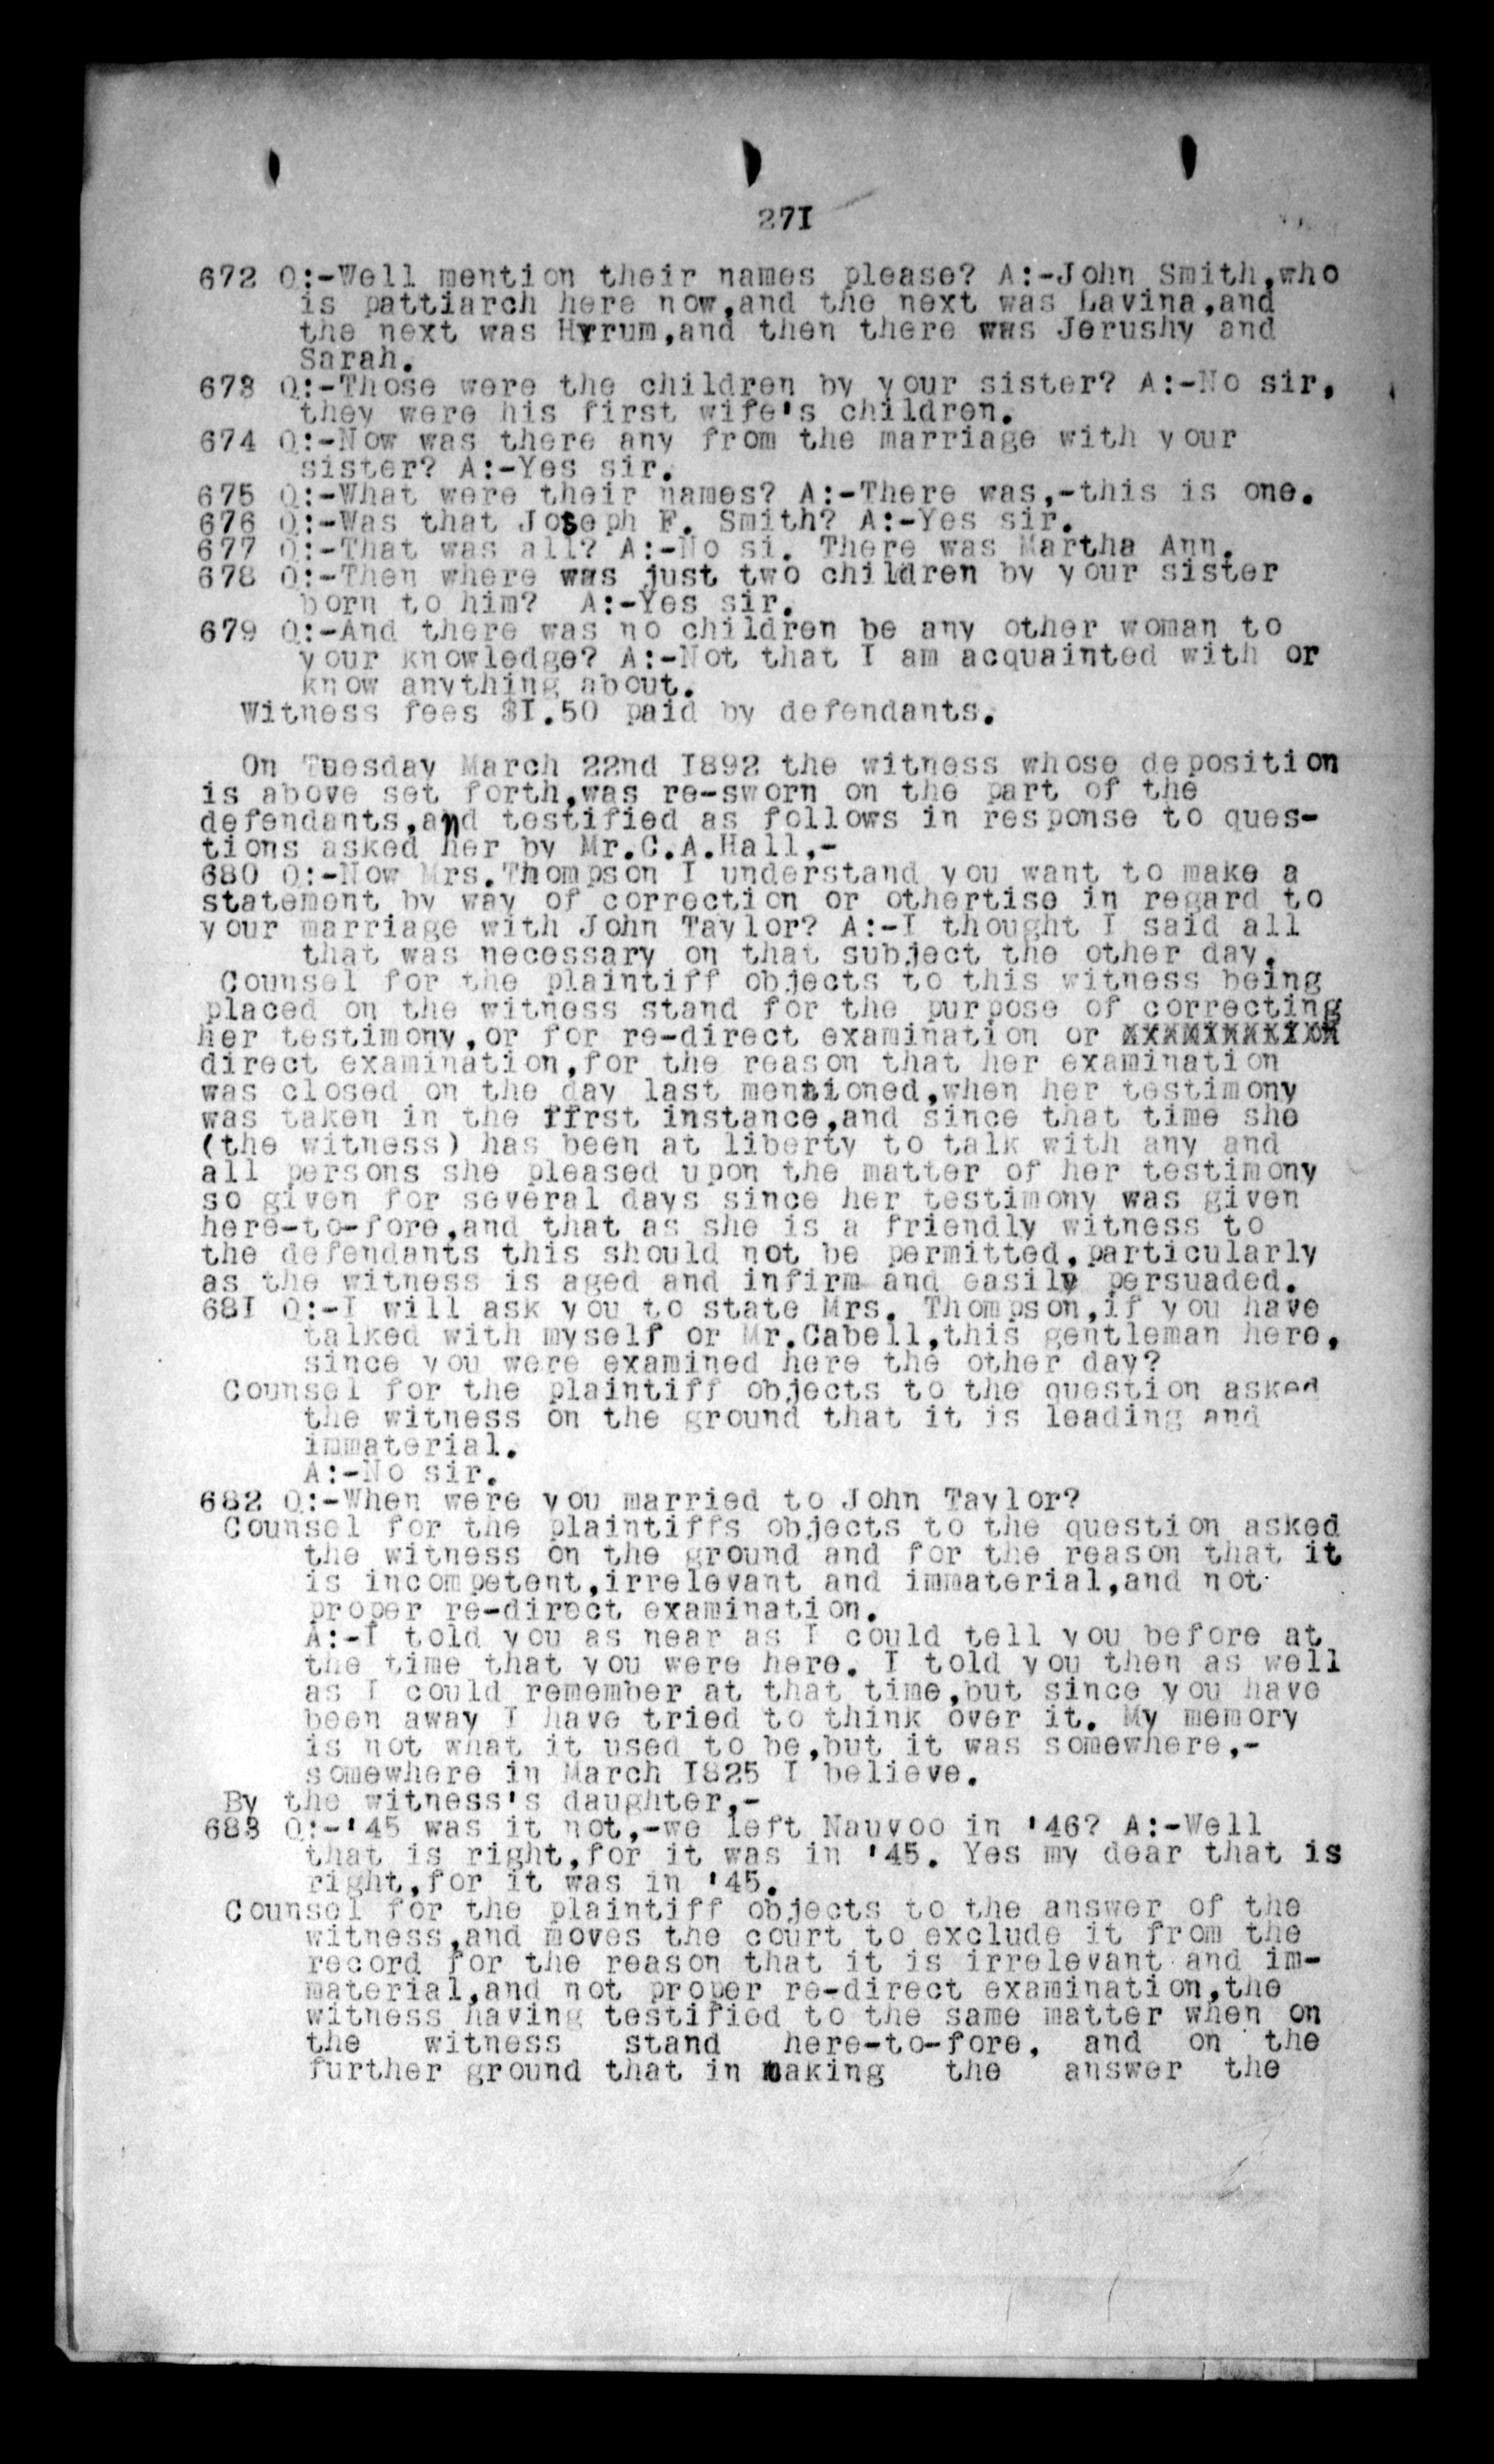 271
672 Q:-Well mention their names please? A:-John Smith,who
is pattiarch here now,and the next was Lavina,and
the next was Hyrum,and then there was Jerushy and
Sarah.
673 Q:-Those were the children by your sister? A:-No sir,
they were his first wife's children.
674 Q:-Now was there any from the marriage with your
sister? A:-Yes sir.
675 Q:-What were their names? A:-There was,-this is one.
676 Q:-Was that Joseph F. Smith? A:-Yes sir.
677 Q:-That was all? A:-No si. There was Martha Ann.
678 Q:-Then where was just two children by your sister
born to him? A:-Yes sir.
679 Q:-And there was no children be any other woman to
your knowledge? A:-Not that I am acquainted with or
know anything about.
Witness fees $I.50 paid by defendants.
On Tuesday March 22nd I892 the witness whose deposition
is above set forth,was re-sworn on the part of the
defendants,and testified as follows in response to ques-
tions asked her by Mr.C.A.Hall,-
680 Q:-Now Mrs.Thompson I understand you want to make a
statement by way of correction or othertise in regard to
your marriage with John Taylor? A:-I thought I said all
that was necessary on that subject the other day.
Counsel for the plaintiff objects to this witness being
placed on the witness stand for the purpose of correcting
her testimony,or for re-direct examination or
direct examination,for the reason that her examination
was closed on the day last mentioned,when her testimony
was taken in the first instance,and since that time she
(the witness) has been at liberty to talk with any and
all persons she pleased upon the matter of her testimony
so given for several days since her testimony was given
here-to-fore,and that as she is a friendly witness to
the defendants this should not be permitted,particularly
as the witness is aged and infirm and easily persuaded.
68I Q:-I will ask you to state Mrs. Thompson,if you have
talked with myself or Mr.Cabell,this gentleman here,
since you were examined here the other day?
Counsel for the plaintiff objects to the question asked
the witness on the ground that it is leading and
immaterial.
A:-No sir.
682 Q:-When were you married to John Taylor?
Counsel for the plaintiffs objects to the question asked
the witness on the ground and for the reason that it
is incompetent,irrelevant and immaterial,and not
proper re-direct examination.
A:-I told you as near as I could tell you before at
the time that you were here. I told you then as well
as I could remember at that time,but since you have
been away I have tried to think over it. My memory
is not what it used to be,but it was somewhere,-
somewhere in March I825 I believe.
By the witness's daughter,-
683 Q:-'45 was it not,-we left Nauvoo in '46? A:-Well
that is right,for it was in '45. Yes my dear that is
right,for it was in '45.
Counsel for the plaintiff objects to the answer of the
witness,and moves the court to exclude it from the
record for the reason that it is irrelevant and im-
material,and not proper re-direct examination,the
witness having testified to the same matter when on
the witness stand here-to-fore, and on the
further ground that in making the answer the